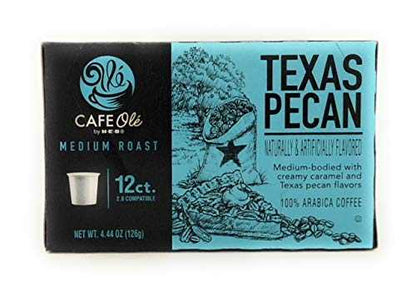 Olé
CAFE Olé
by H-E-B
MEDIUM ROAST
12ct.
2.0 COMPATIBLE
NET WT. 4.44 OZ (126g)
TEXAS
PECAN
NATURALLY & ARTIFICIALLY FLAVORED
Medium-bodied with
creamy caramel and
Texas pecan flavors
100% ARABICA COFFEE